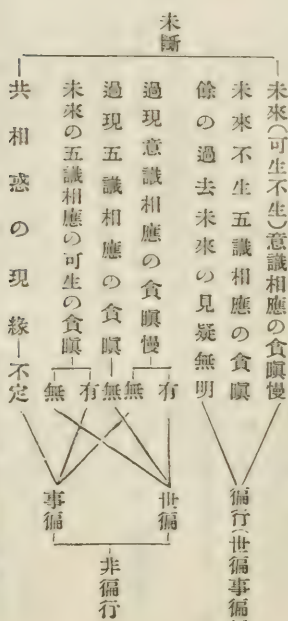 未斷
未來(可生不生)意識相應の貪瞋慢
未來不生五識相應の貪瞋
餘の過去未來の見疑無明
過現意識相應の貪瞋慢
過現五識相應の貪瞋
未來の五識相應の可生の貪瞋
共相惑の現緣―不定
有
無
無
有
無
世徧
事徧
非徧行
徧行(世徧事徧